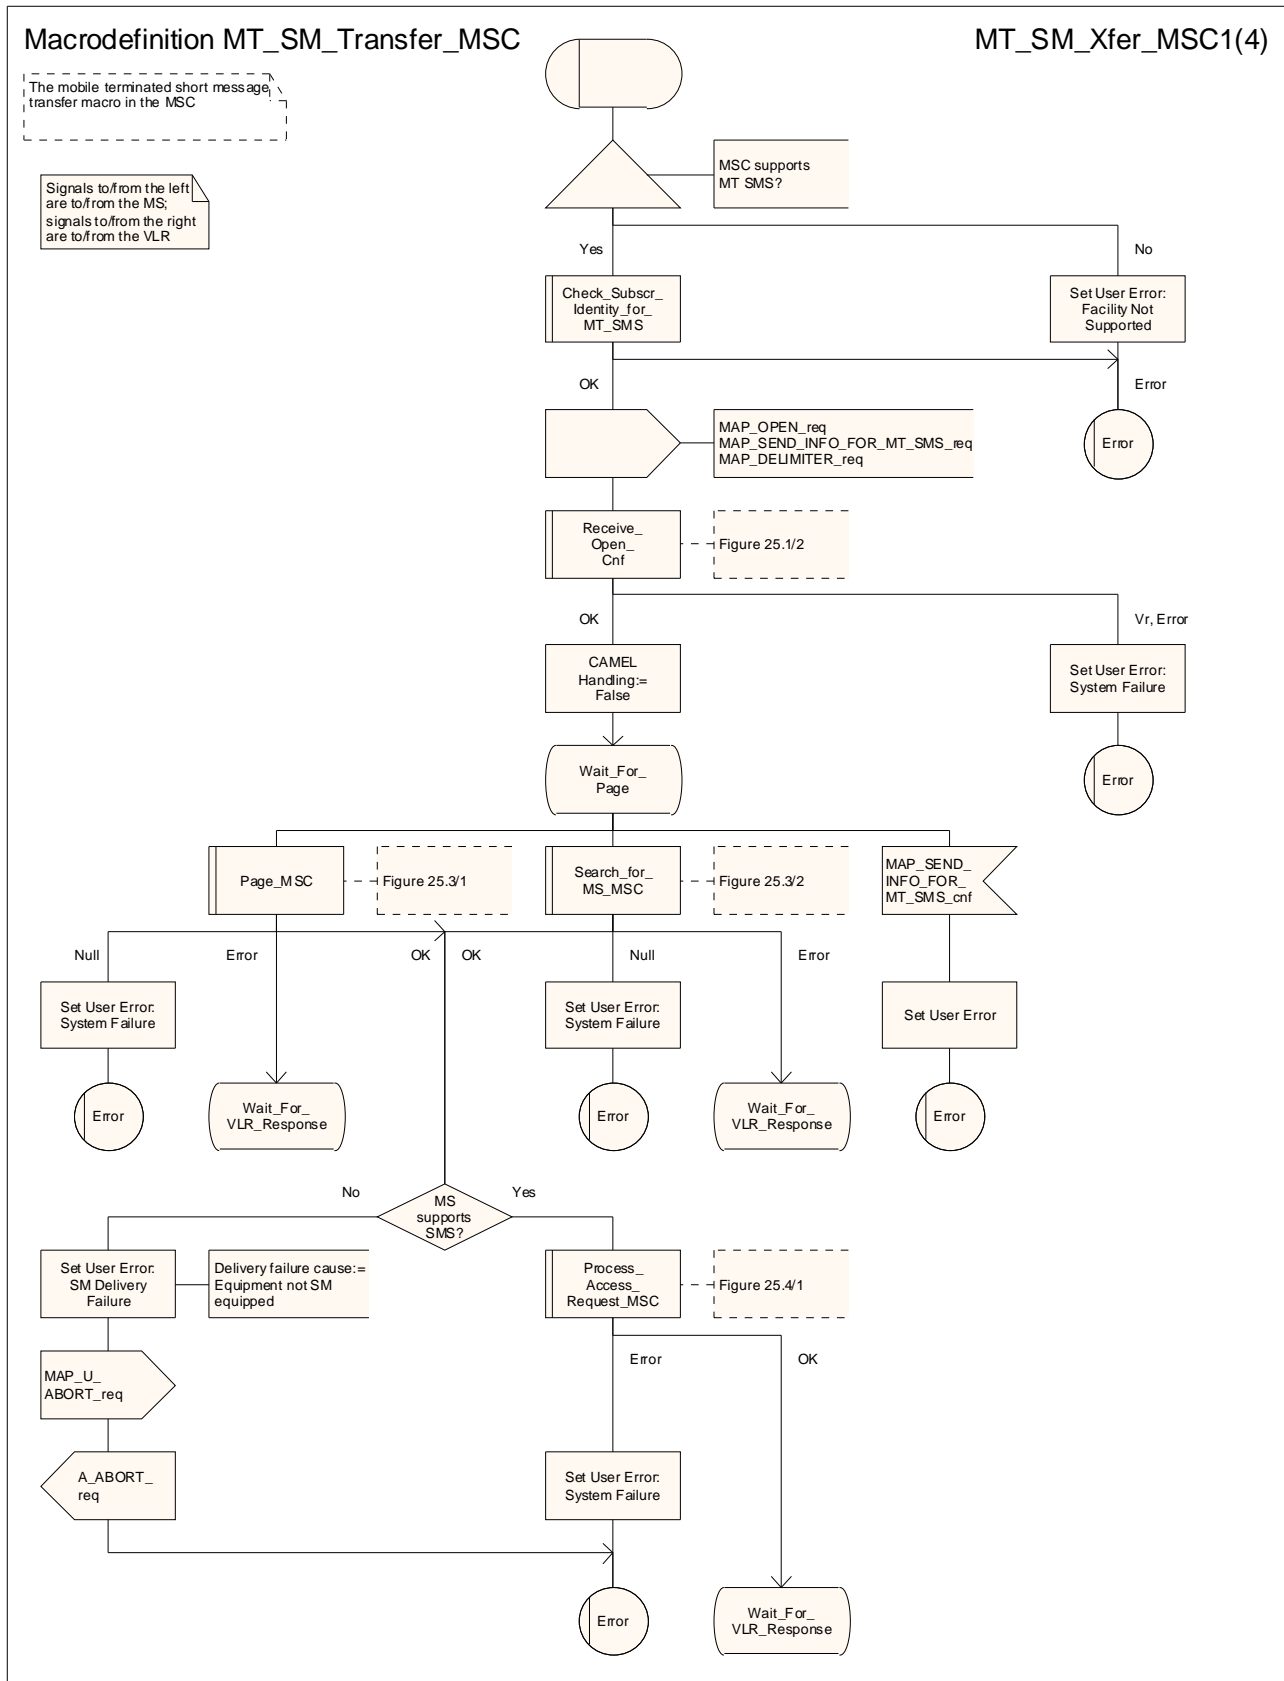 Macrodefinition MT_SM_Transfer_MSC
MT_SM_Xfer_MSC1(4)
The mobile terminated short message
transfer macro in the MSC
Signals to/from the left
are to/from the MS;
signals to/from the right
are to/from the VLR
MSC supports
MT SMS?
Yes
No
Check_Subscr_
Identity_for_
MT_SMS
Set User Error:
Facility Not
Supported
OK
Error
Error
MAP_OPEN_req
MAP_SEND_INFO_FOR_MT_SMS_req
MAP_DELIMITER_req
Receive_
Open_
Cnf
Figure 25.1/2
OK
Vr, Error
CAMEL
Handling:=
False
Set User Error:
System Failure
Wait_For_
Page
Error
Page_MSC
Figure 25.3/1
Search_for_
MS_MSC
Figure 25.3/2
MAP_SEND_
INFO_FOR_
MT_SMS_cnf
Null
Error
OK
OK
Null
Error
Set User Error:
System Failure
Set User Error:
System Failure
Set User Error
Error
Wait_For_
VLR_Response
Error
Wait_For_
VLR_Response
Error
No
MS
supports
SMS?
Yes
Set User Error:
SM Delivery
Failure
Delivery failure cause:=
Equipment not SM
equipped
Process_
Access_
Request_MSC
Figure 25.4/1
Error
OK
MAP_U_
ABORT_req
A_ABORT_
req
Set User Error:
System Failure
Error
Wait_For_
VLR_Response